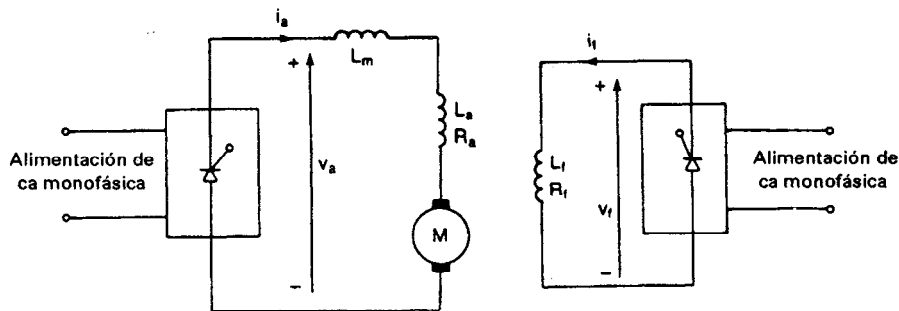 i_a
+
L_m
L_a
R_a
v_a
M
−
Alimentación de
ca monofásica
i_f
+
L_f
R_f
v_f
−
Alimentación de
ca monofásica